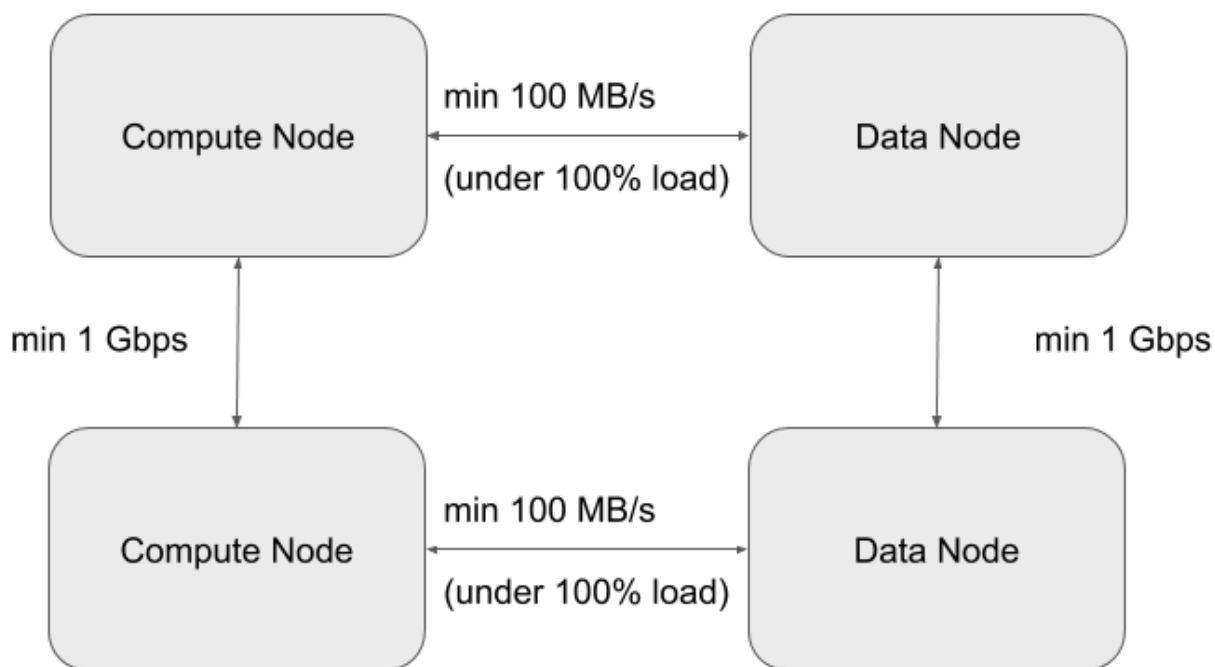 min 100 MB/s
Compute Node
Data Node
(under 100% load)
min 1 Gbps
min 1 Gbps
min 100 MB/s
Compute Node
Data Node
(under 100% load)